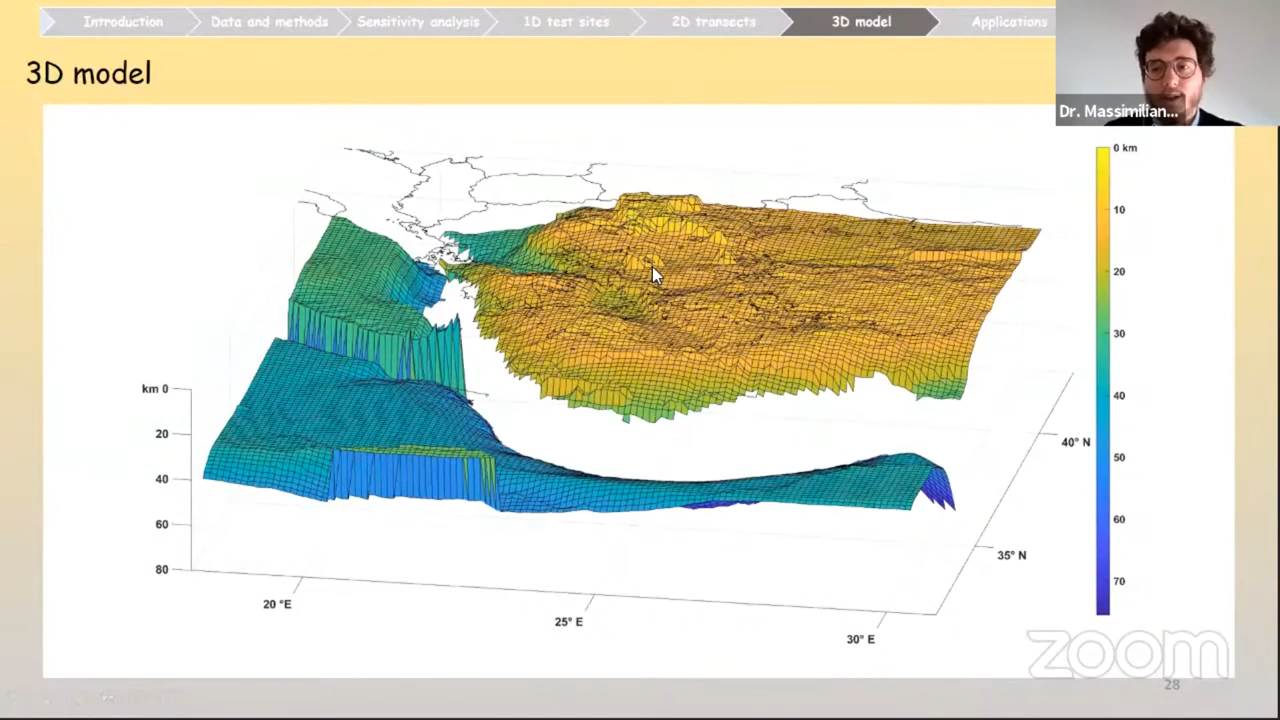 Introduction
Data and methods
Sensitivity analysis
1D test sites
2D transects
3D model
Applications
3D model
Dr. Massimilian...
0 km
10
20
30
40
50
60
70
km 0
20
40
60
80
20 °E
25° E
30° E
35° N
40° N
zoom
28